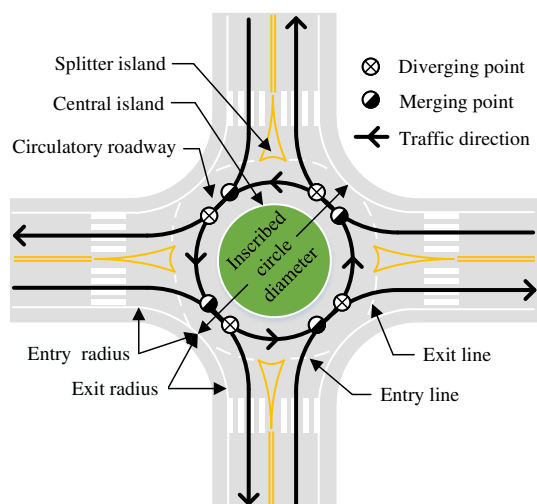 Splitter island
Central island
Circulatory roadway
Diverging point
Merging point
Traffic direction
Inscribed
circle
diameter
Entry radius
Exit radius
Exit line
Entry line